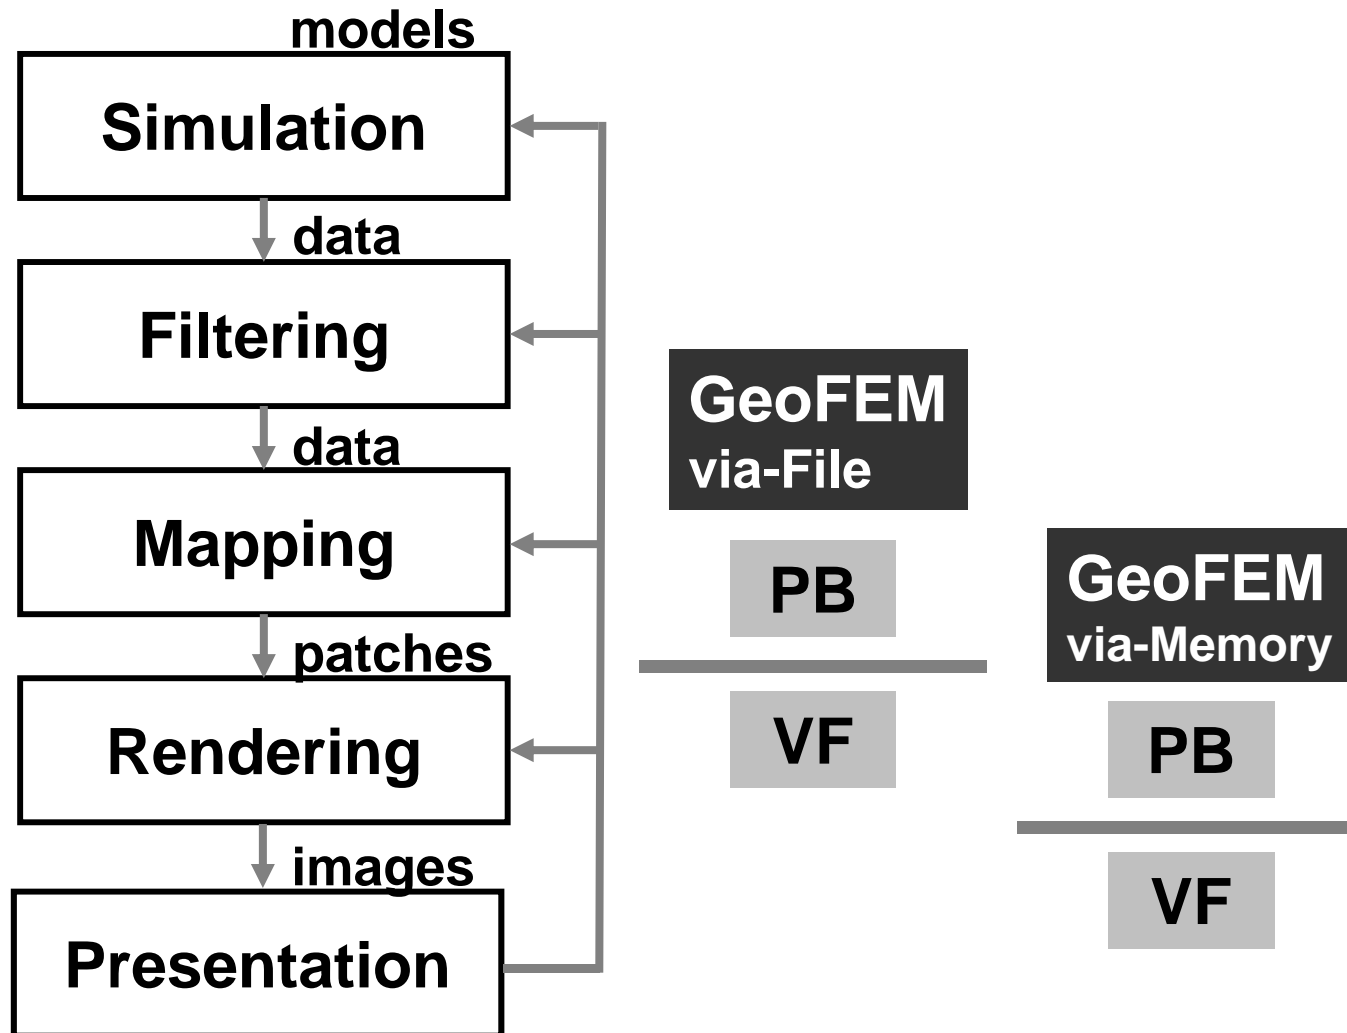 models
Simulation
data
Filtering
data
Mapping
patches
Rendering
images
Presentation
GeoFEM
via-File
PB
VF
GeoFEM
via-Memory
PB
VF